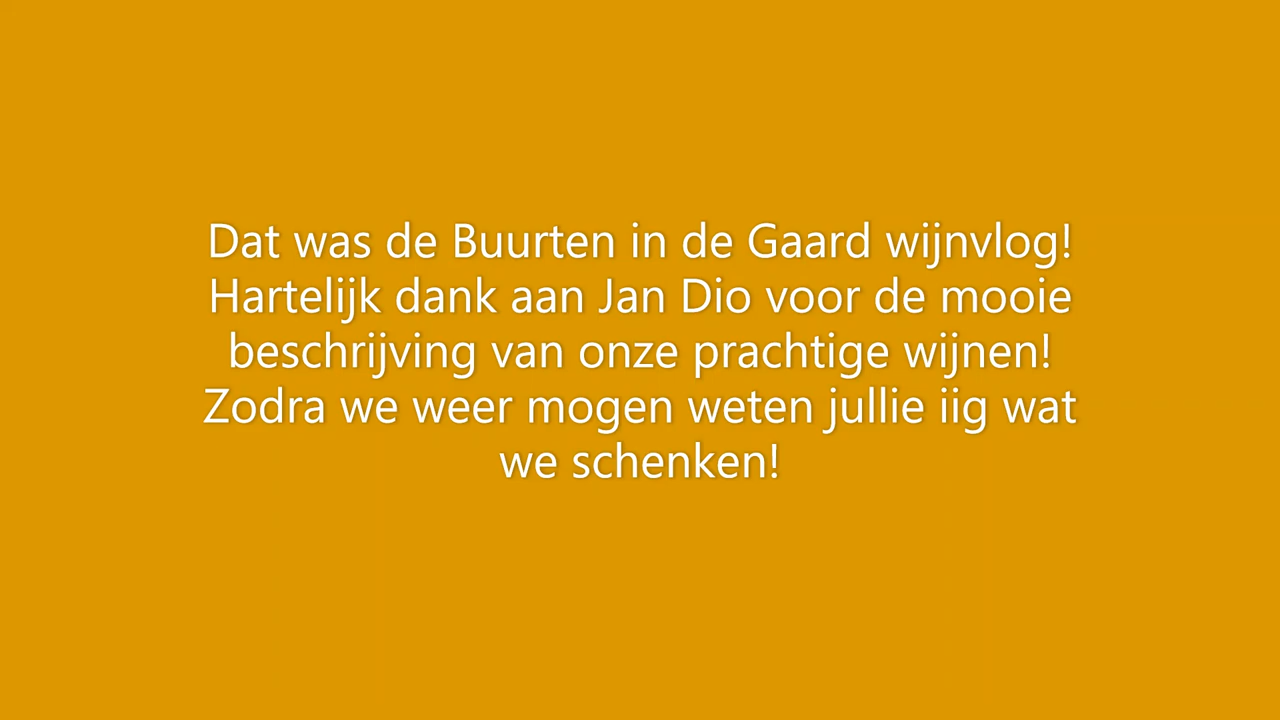 Dat was de Buurten in de Gaard wijnvlog!
Hartelijk dank aan Jan Dio voor de mooie
beschrijving van onze prachtige wijnen!
Zodra we weer mogen weten jullie iig wat
we schenken!